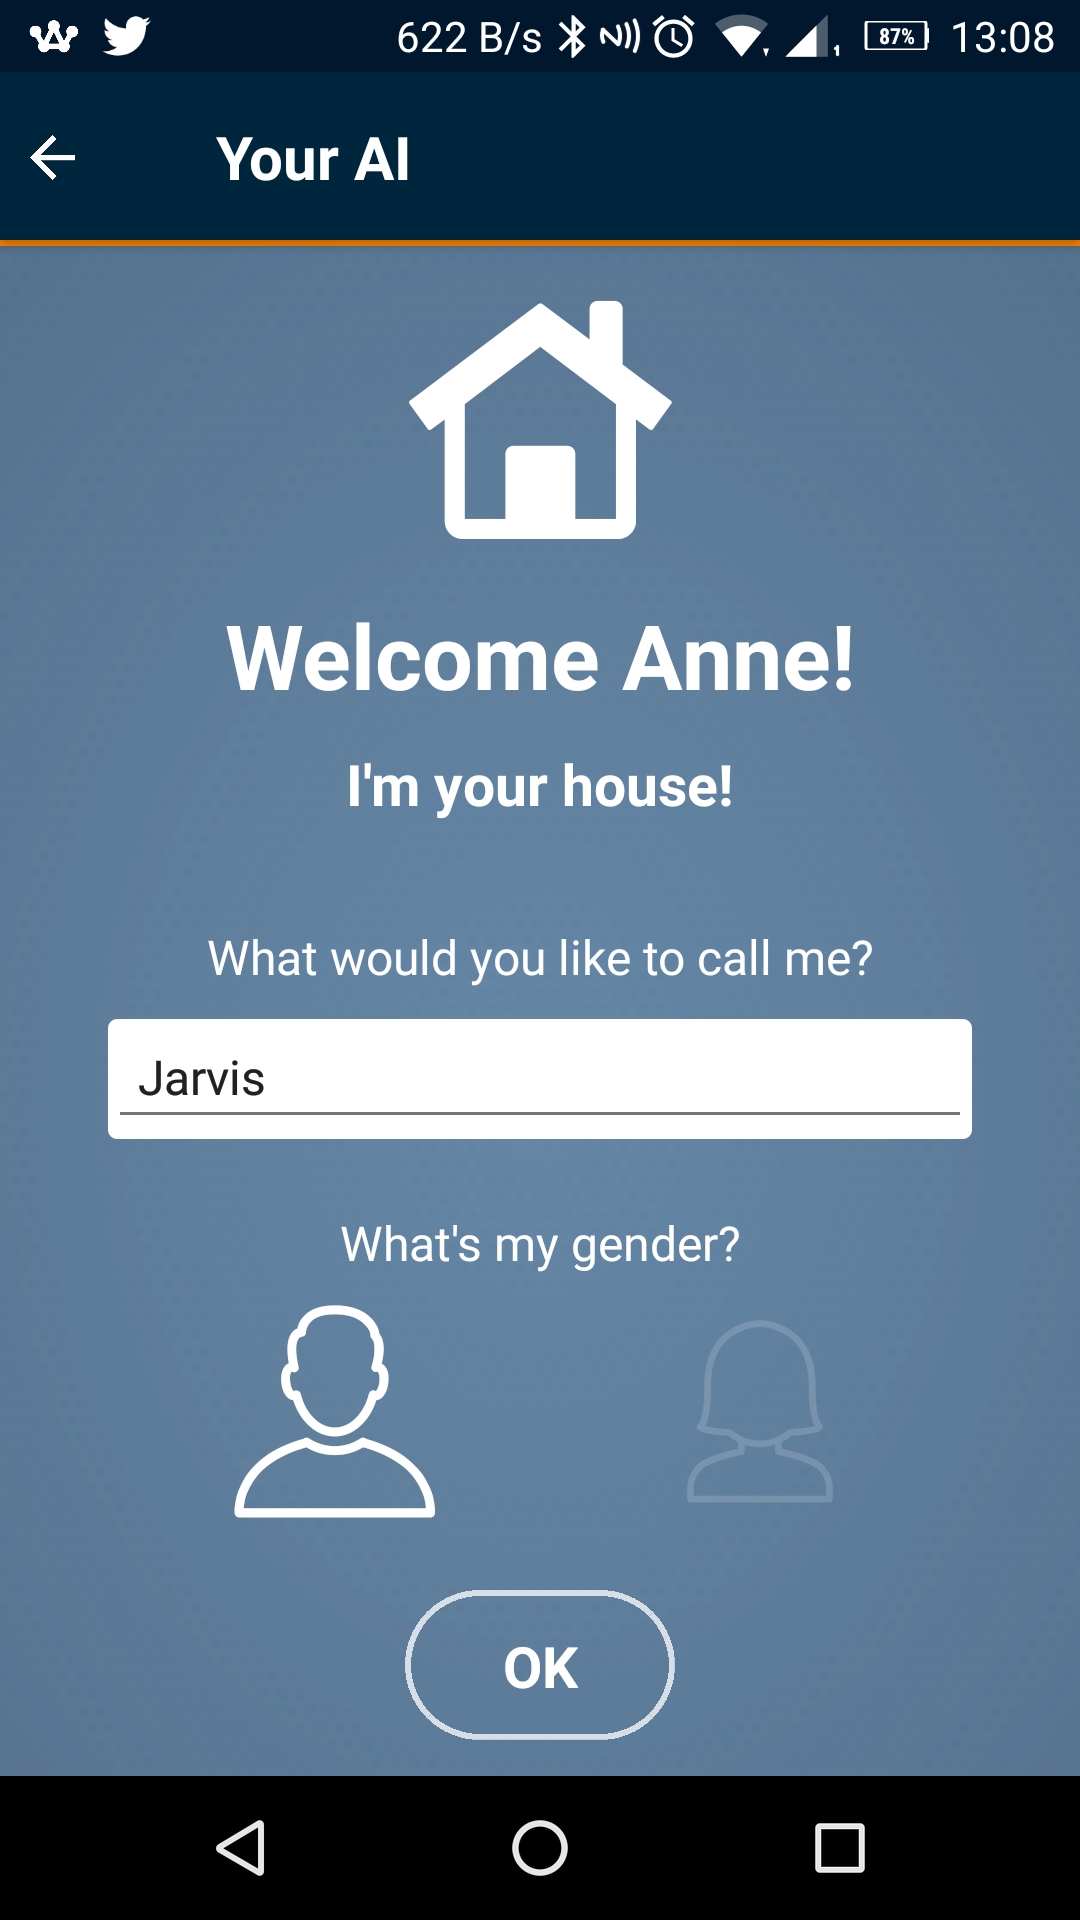 622 B/s 87% 13:08
Your AI
Welcome Anne!
I'm your house!
What would you like to call me?
Jarvis
What's my gender?
OK